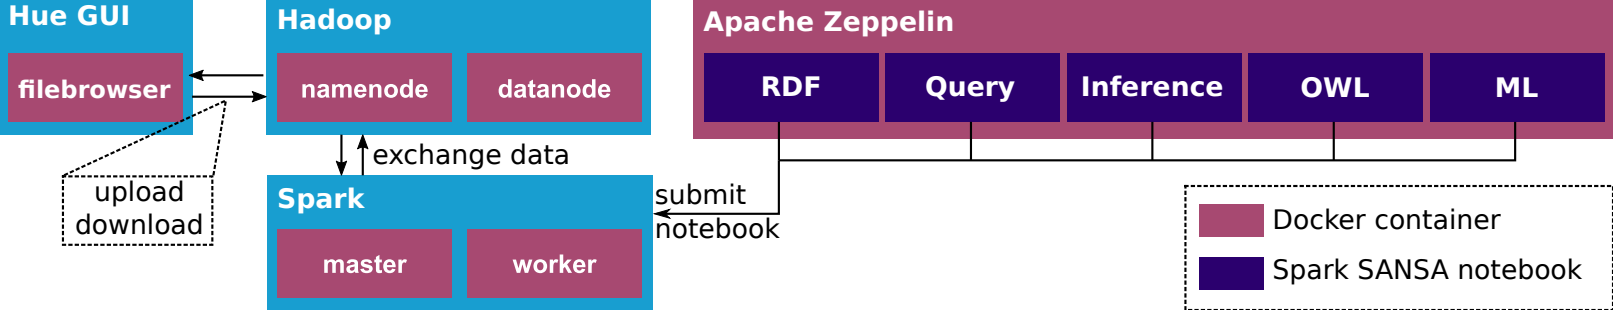 Hue GUI
filebrowser
upload
download
Hadoop
namenode
datanode
exchange data
Spark
master
worker
submit
notebook
Apache Zeppelin
RDF
Query
Inference
OWL
ML
Docker container
Spark SANSA notebook